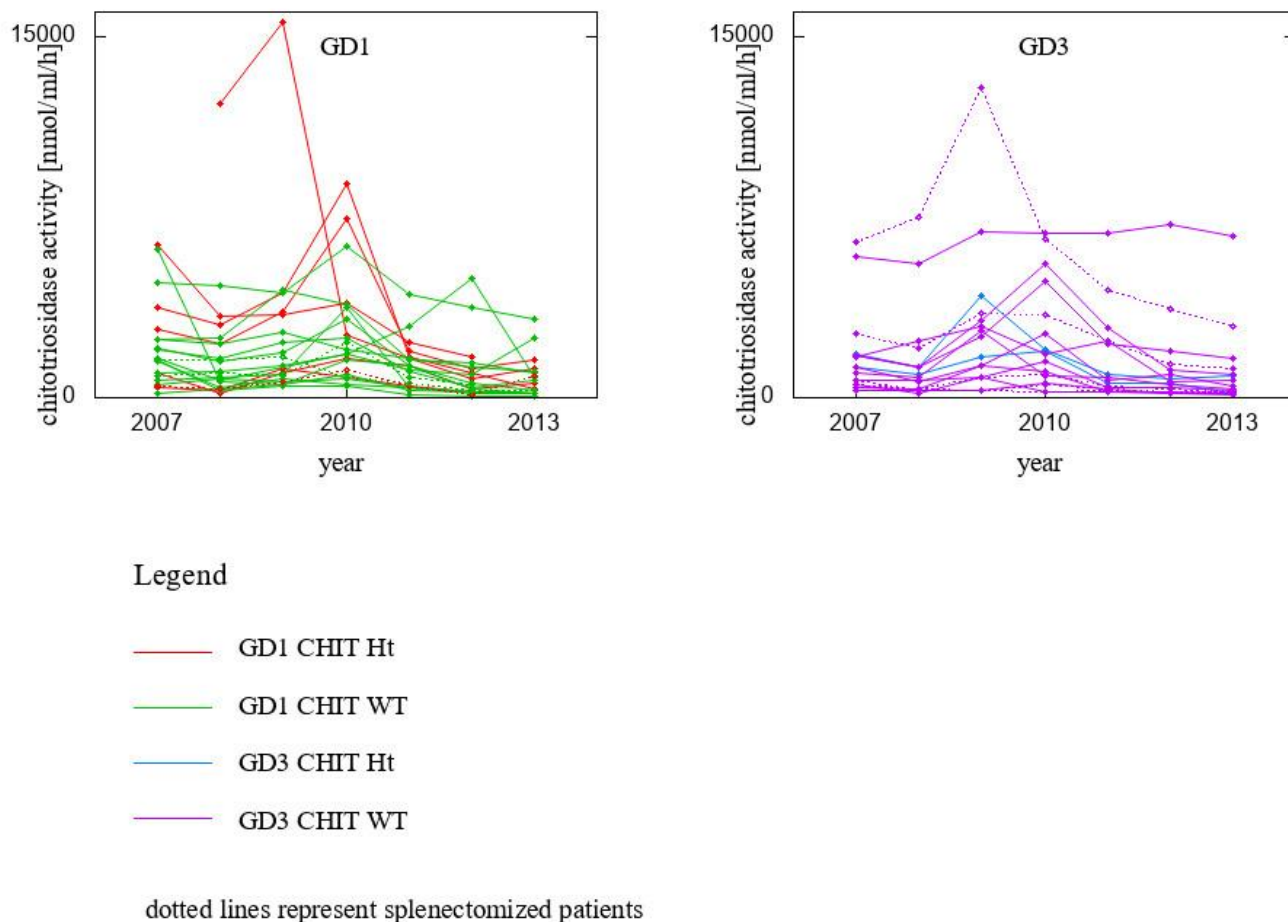 15000
GD1
chitotriosidase activity [nmol/ml/h]
0
2007 2010 2013
year
15000
GD3
chitotriosidase activity [nmol/ml/h]
0
2007 2010 2013
year
Legend
GD1 CHIT Ht
GD1 CHIT WT
GD3 CHIT Ht
GD3 CHIT WT
dotted lines represent splenectomized patients